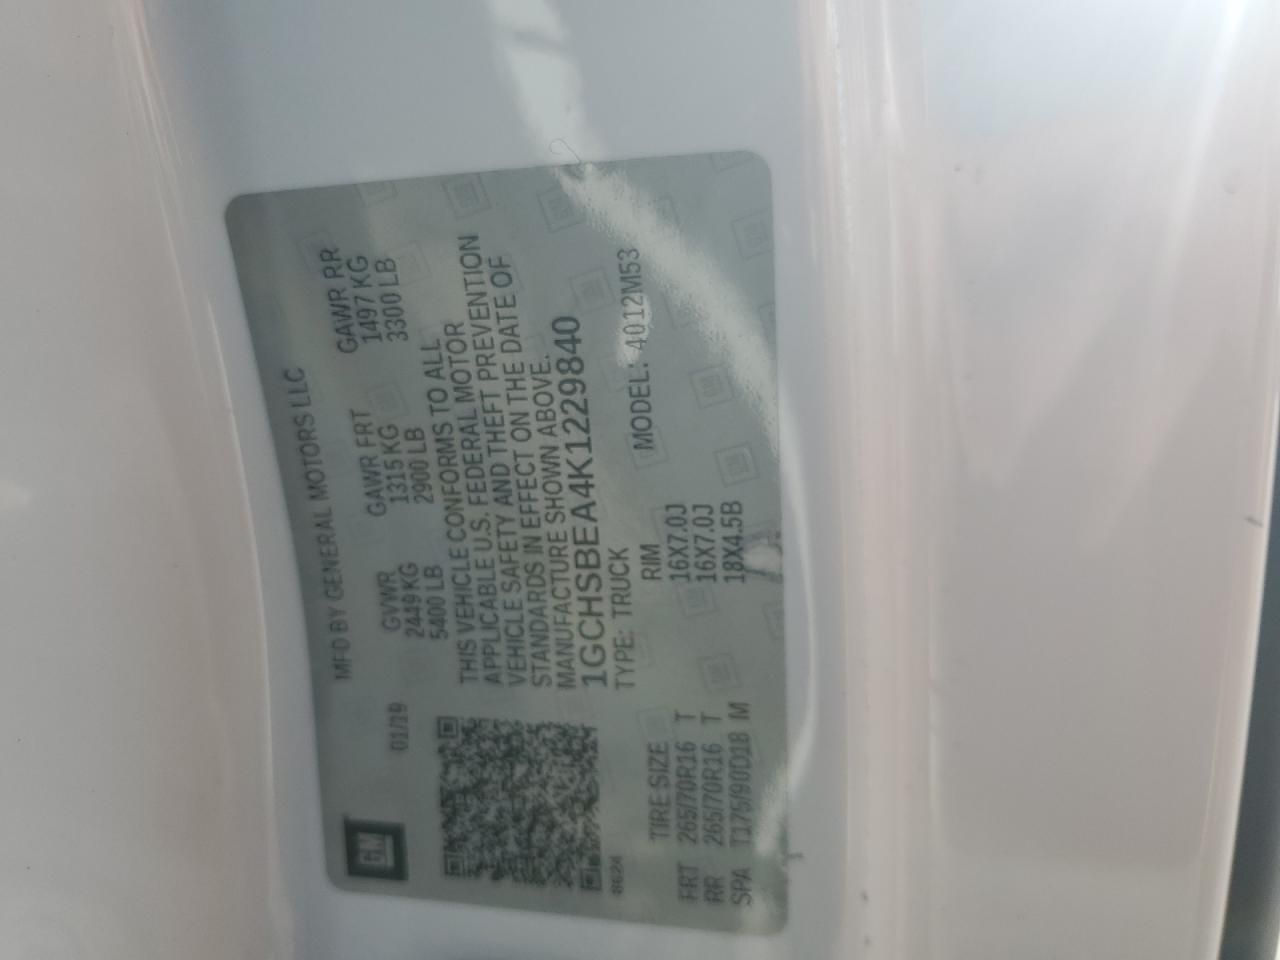 GM
MFD BY GENERAL MOTORS LLC
01/19
GVWR GAWR FRT GAWR RR
2449 KG 1315 KG 1497 KG
5400 LB 2900 LB 3300 LB
THIS VEHICLE CONFORMS TO ALL
APPLICABLE U.S. FEDERAL MOTOR
VEHICLE SAFETY AND THEFT PREVENTION
STANDARDS IN EFFECT ON THE DATE OF
MANUFACTURE SHOWN ABOVE.
1GCHSBEA4K1229840
8624 TYPE: TRUCK MODEL: 4012M53
TIRE SIZE RIM
FRT 265/70R16 T 16X7.0J
RR 265/70R16 T 16X7.0J
SPA T175/90D18 M 18X4.5B